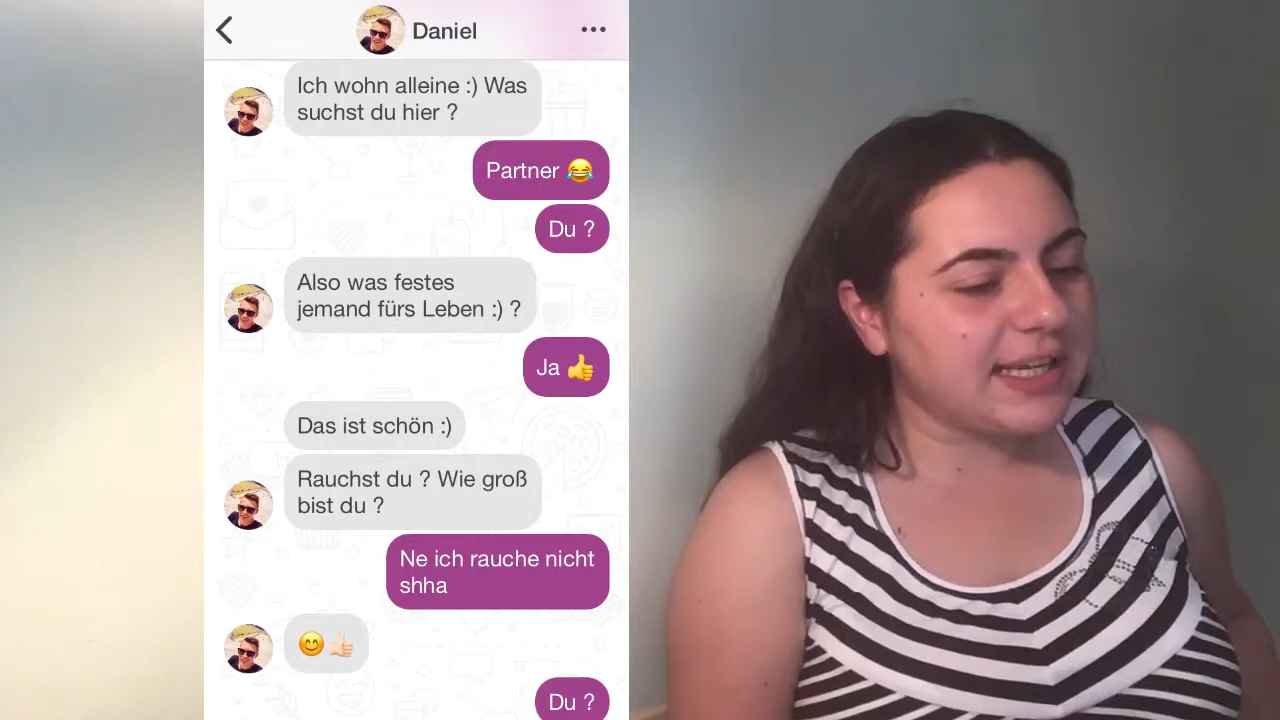 Daniel
Ich wohn alleine :) Was
suchst du hier ?
Partner 😂
Du ?
Also was festes
jemand fürs Leben :) ?
Ja 👍
Das ist schön :)
Rauchst du ? Wie groß
bist du ?
Ne ich rauche nicht
shha
😊👍🏻
Du ?